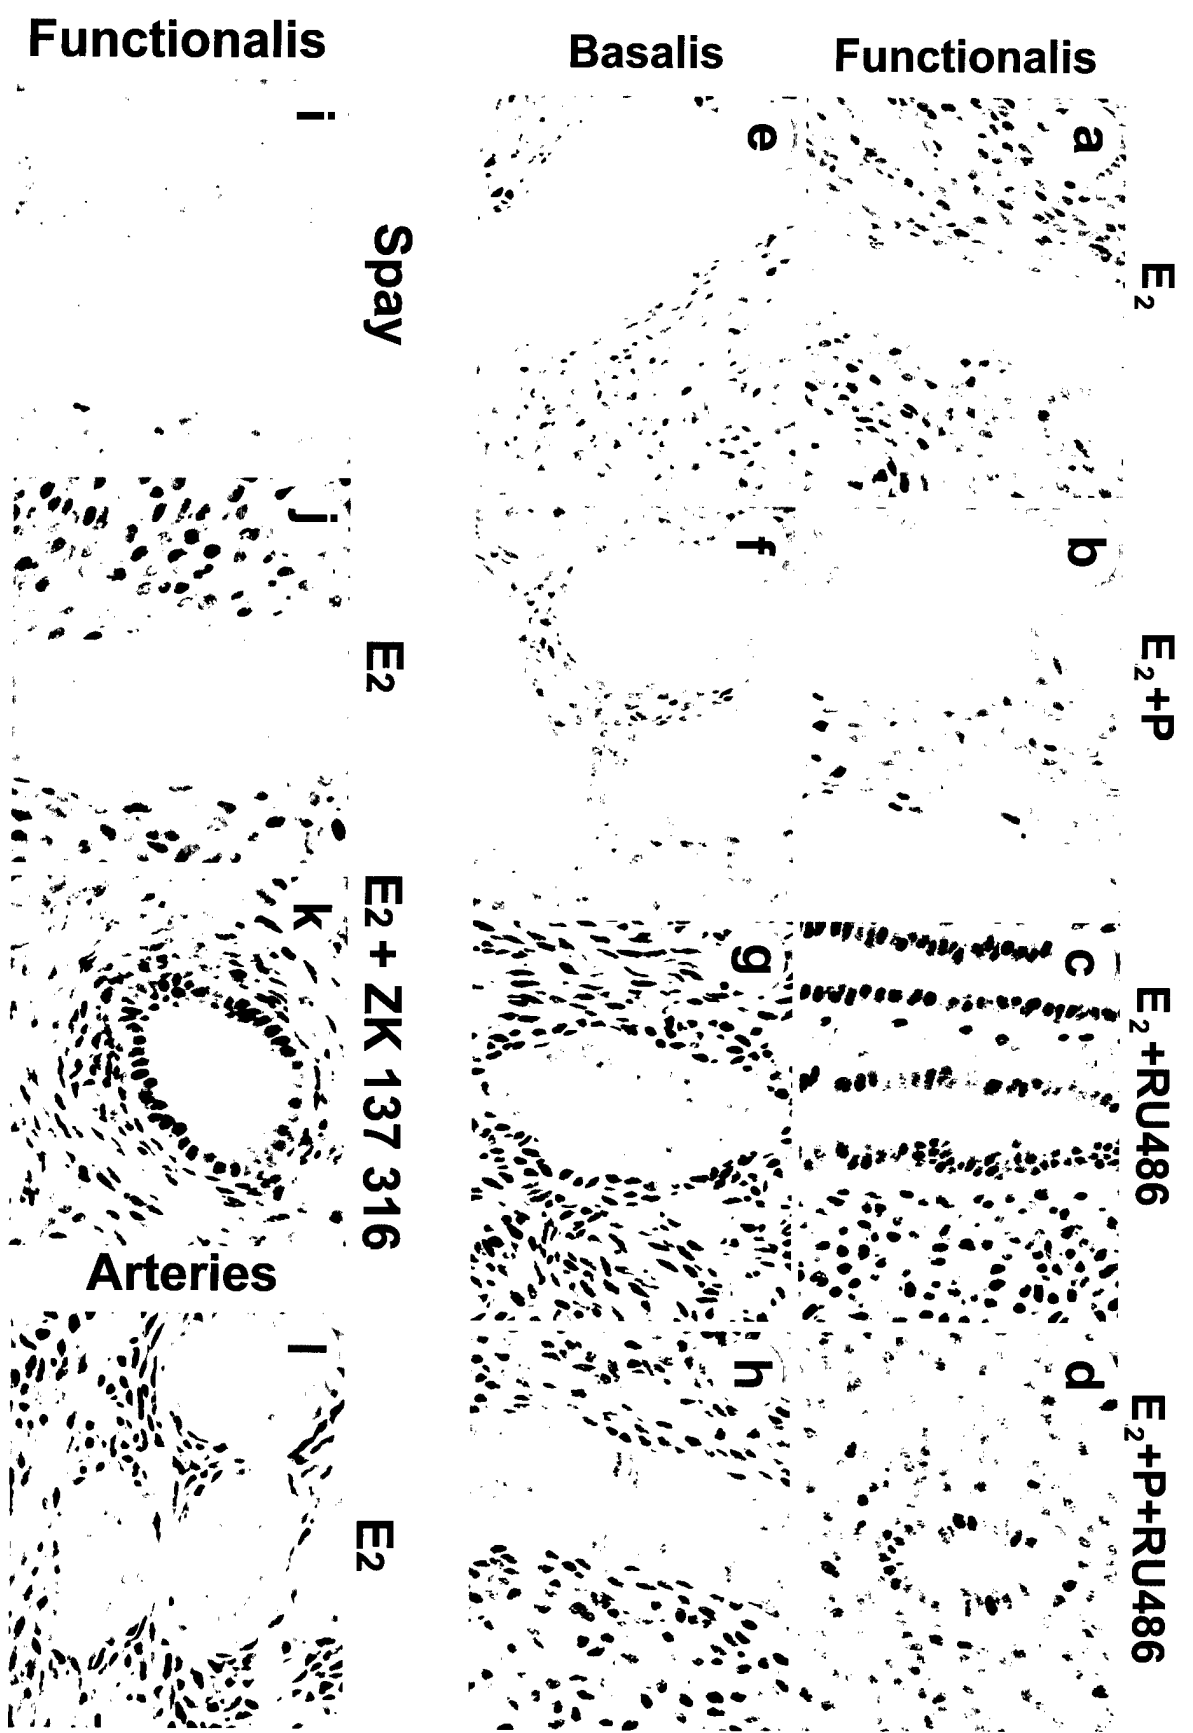 Functionalis
Basalis
Functionalis
E₂
E₂+P
E₂+RU486
E₂+P+RU486
a
b
c
d
e
f
g
h
Spay
E₂
E₂ + ZK 137 316
i
j
k
Arteries
E₂
l